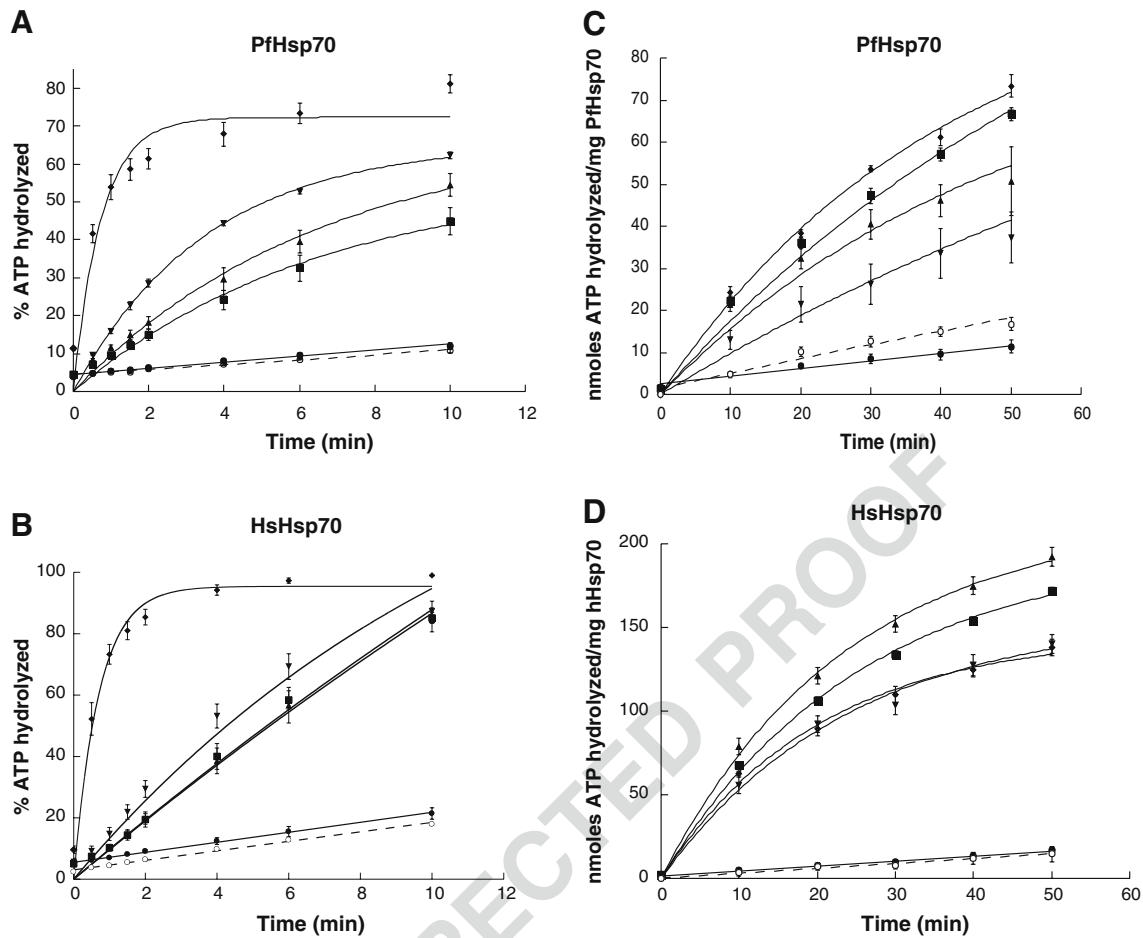 A
PfHsp70
% ATP hydrolyzed
80
70
60
50
40
30
20
10
0
0 2 4 6 8 10 12
Time (min)
C
PfHsp70
nmoles ATP hydrolyzed/mg PfHsp70
80
70
60
50
40
30
20
10
0
0 10 20 30 40 50 60
Time (min)
B
HsHsp70
% ATP hydrolyzed
100
80
60
40
20
0
0 2 4 6 8 10 12
Time (min)
D
HsHsp70
nmoles ATP hydrolyzed/mg hHsp70
200
150
100
50
0
0 10 20 30 40 50 60
Time (min)
RECTED PROOF